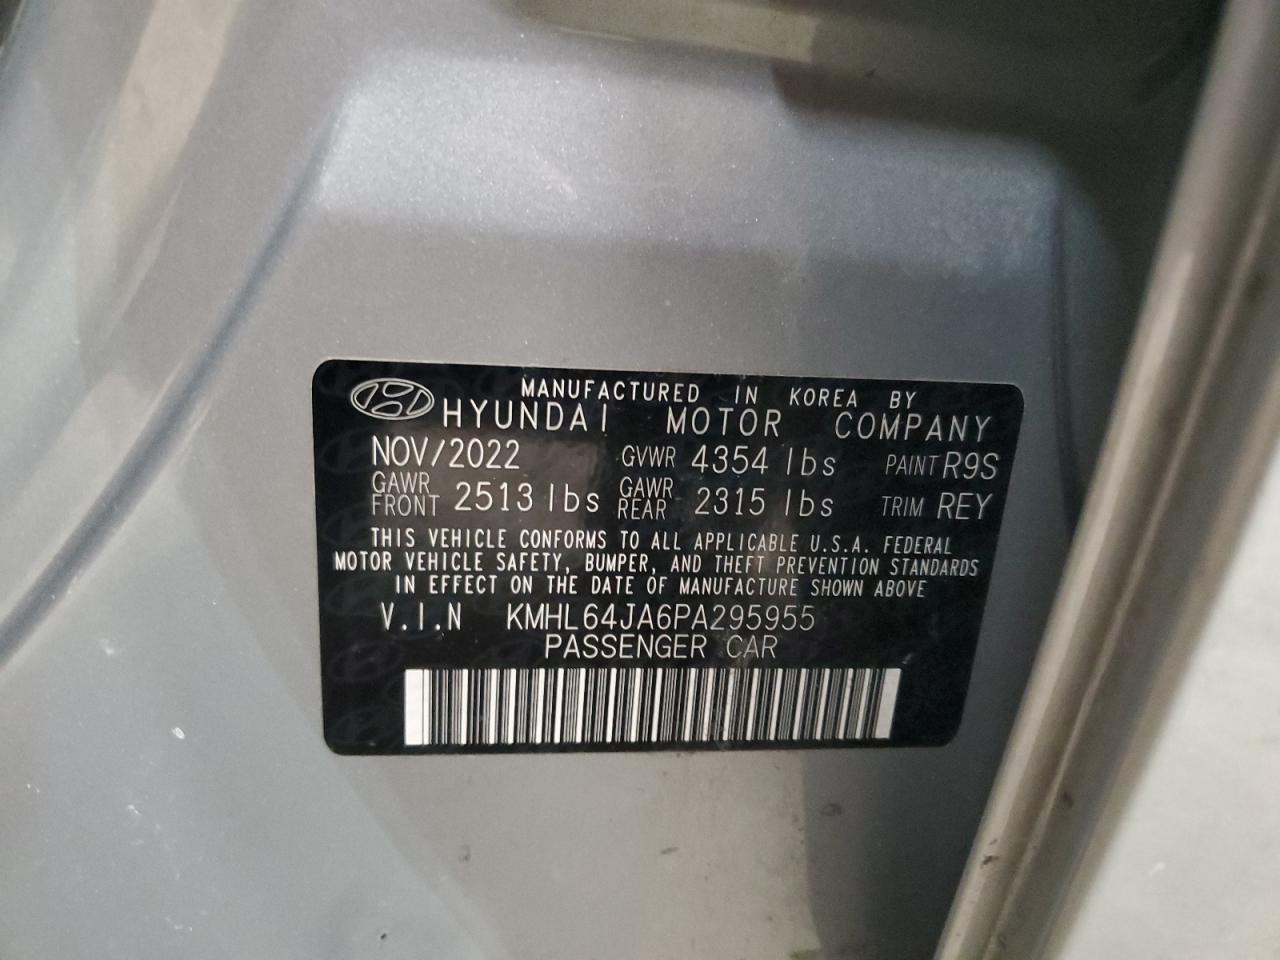 MANUFACTURED IN KOREA BY
HYUNDAI MOTOR COMPANY
NOV/2022 GVWR 4354 lbs PAINT R9S
GAWR FRONT 2513 lbs GAWR REAR 2315 lbs TRIM REY
THIS VEHICLE CONFORMS TO ALL APPLICABLE U.S.A. FEDERAL
MOTOR VEHICLE SAFETY, BUMPER, AND THEFT PREVENTION STANDARDS
IN EFFECT ON THE DATE OF MANUFACTURE SHOWN ABOVE
V.I.N KMHL64JA6PA295955
PASSENGER CAR